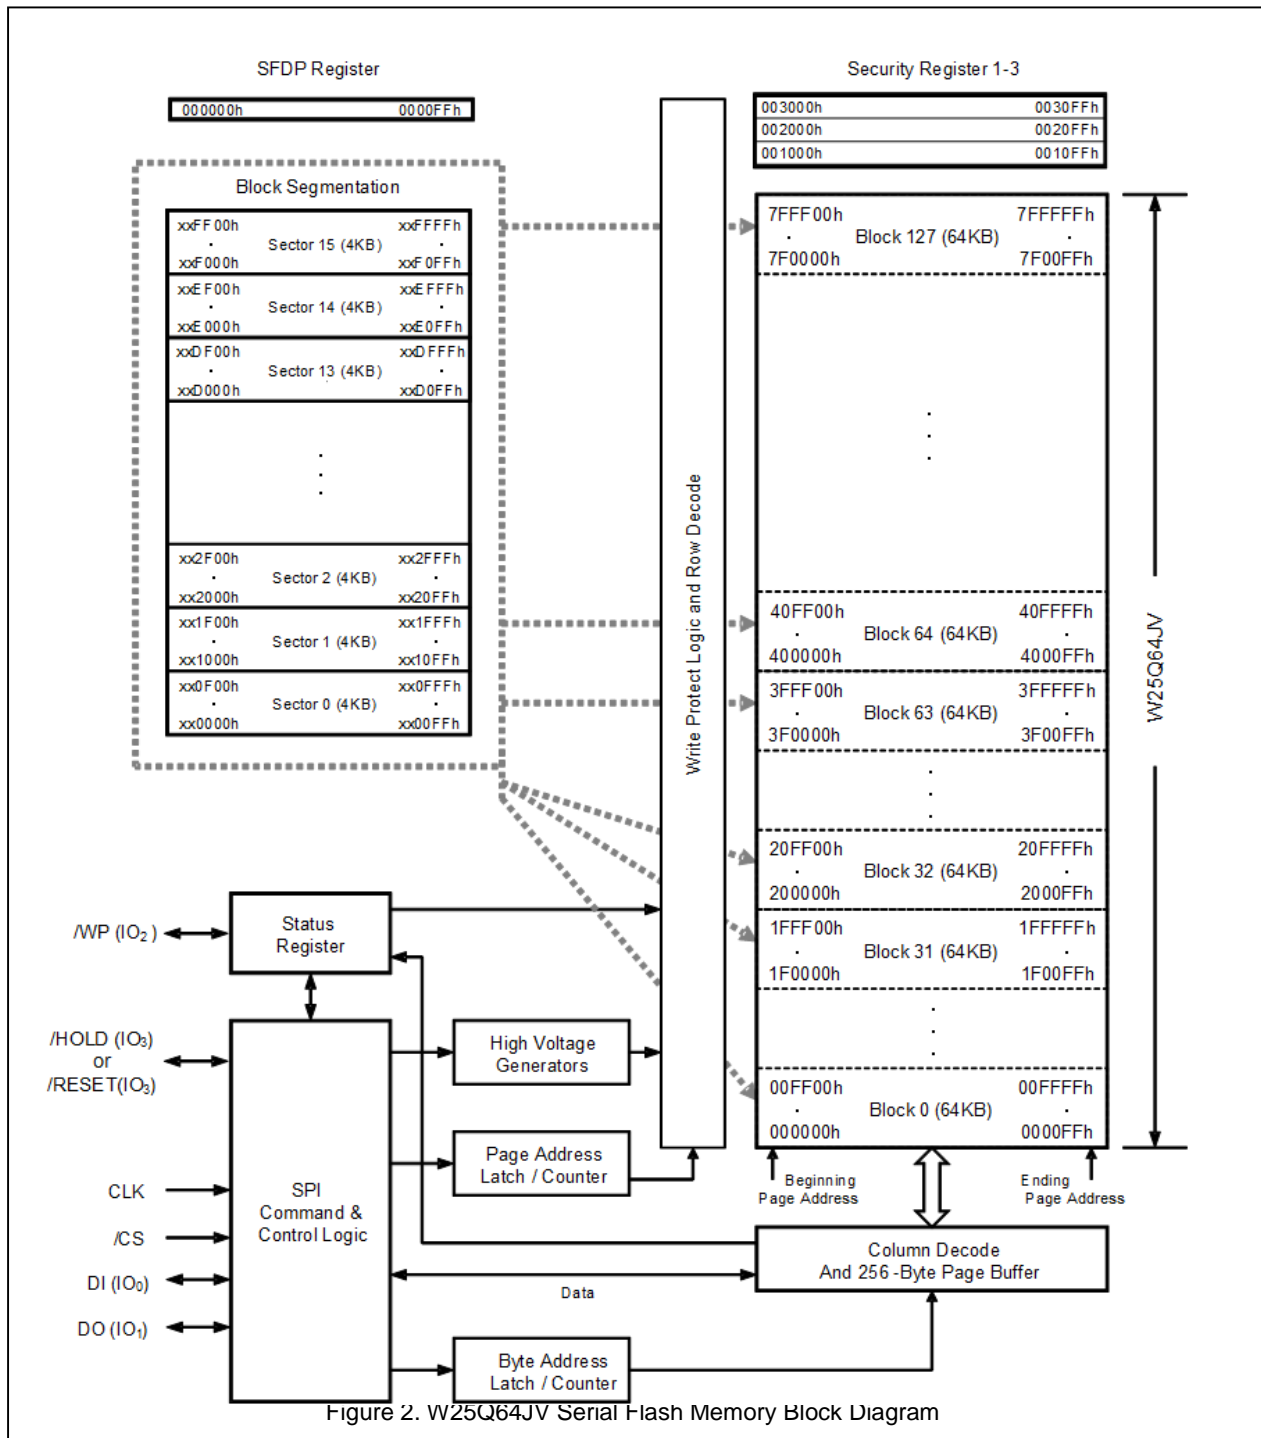 SFDP Register
000000h 0000FFh
Security Register 1-3
003000h 0030FFh
002000h 0020FFh
001000h 0010FFh
Block Segmentation
xxFF00h xxFFFFh
Sector 15 (4KB)
xxF000h xxF0FFh
xxEF00h xxEFFFh
Sector 14 (4KB)
xxE000h xxE0FFh
xxDF00h xxDFFFh
Sector 13 (4KB)
xxD000h xxD0FFh
xx2F00h xx2FFFh
Sector 2 (4KB)
xx2000h xx20FFh
xx1F00h xx1FFFh
Sector 1 (4KB)
xx1000h xx10FFh
xx0F00h xx0FFFh
Sector 0 (4KB)
xx0000h xx00FFh
Write Protect Logic and Row Decode
7FFF00h 7FFFFFh
Block 127 (64KB)
7F0000h 7F00FFh
40FF00h 40FFFFh
Block 64 (64KB)
400000h 4000FFh
3FFF00h 3FFFFFh
Block 63 (64KB)
3F0000h 3F00FFh
20FF00h 20FFFFh
Block 32 (64KB)
200000h 2000FFh
1FFF00h 1FFFFFh
Block 31 (64KB)
1F0000h 1F00FFh
00FF00h 00FFFFh
Block 0 (64KB)
000000h 0000FFh
W25Q64JV
Beginning
Page Address
Ending
Page Address
/WP (IO₂)
Status
Register
/HOLD (IO₃)
or
/RESET(IO₃)
CLK
/CS
DI (IO₀)
DO (IO₁)
SPI
Command &
Control Logic
High Voltage
Generators
Page Address
Latch / Counter
Column Decode
And 256 -Byte Page Buffer
Data
Byte Address
Latch / Counter
Figure 2. W25Q64JV Serial Flash Memory Block Diagram